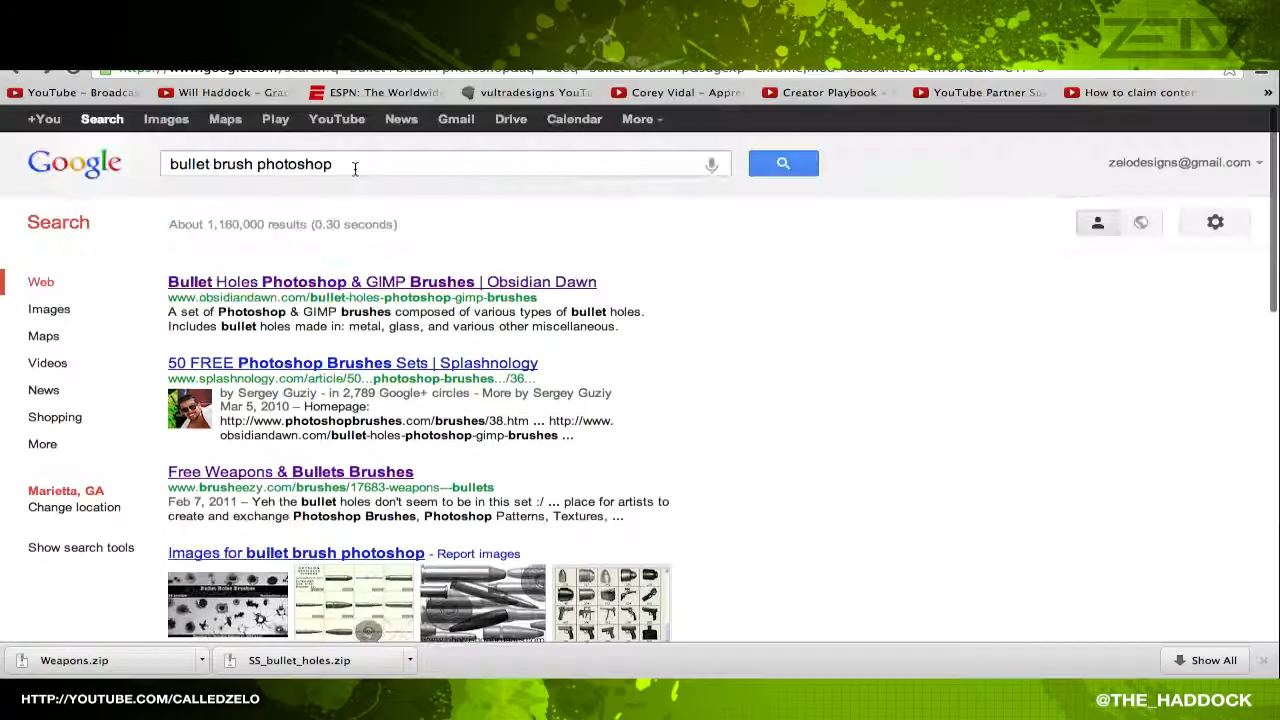 ZELO
YouTube – Broadcas
Will Haddock – Gra
ESPN: The Worldwid
vultradesigns YouTu
Corey Vidal – Appre
Creator Playbook –
YouTube Partner Su
How to claim conter
»
+You Search Images Maps Play YouTube News Gmail Drive Calendar More
Google
bullet brush photoshop
zelodesigns@gmail.com
Search
About 1,160,000 results (0.30 seconds)
Web
Images
Maps
Videos
News
Shopping
More
Marietta, GA
Change location
Show search tools
Bullet Holes Photoshop & GIMP Brushes | Obsidian Dawn
www.obsidiandawn.com/bullet-holes-photoshop-gimp-brushes
A set of Photoshop & GIMP brushes composed of various types of bullet holes.
Includes bullet holes made in: metal, glass, and various other miscellaneous.
50 FREE Photoshop Brushes Sets | Splashnology
www.splashnology.com/article/50...photoshop-brushes.../36...
by Sergey Guziy - in 2,789 Google+ circles - More by Sergey Guziy
Mar 5, 2010 – Homepage:
http://www.photoshopbrushes.com/brushes/38.htm ... http://www.
obsidiandawn.com/bullet-holes-photoshop-gimp-brushes ...
Free Weapons & Bullets Brushes
www.brusheezy.com/brushes/17683-weapons---bullets
Feb 7, 2011 – Yeh the bullet holes don't seem to be in this set :/ ... place for artists to
create and exchange Photoshop Brushes, Photoshop Patterns, Textures, ...
Images for bullet brush photoshop - Report images
Bullet Hole Brushes
Weapons.zip
SS_bullet_holes.zip
Show All
HTTP://YOUTUBE.COM/CALLEDZELO
@THE_HADDOCK